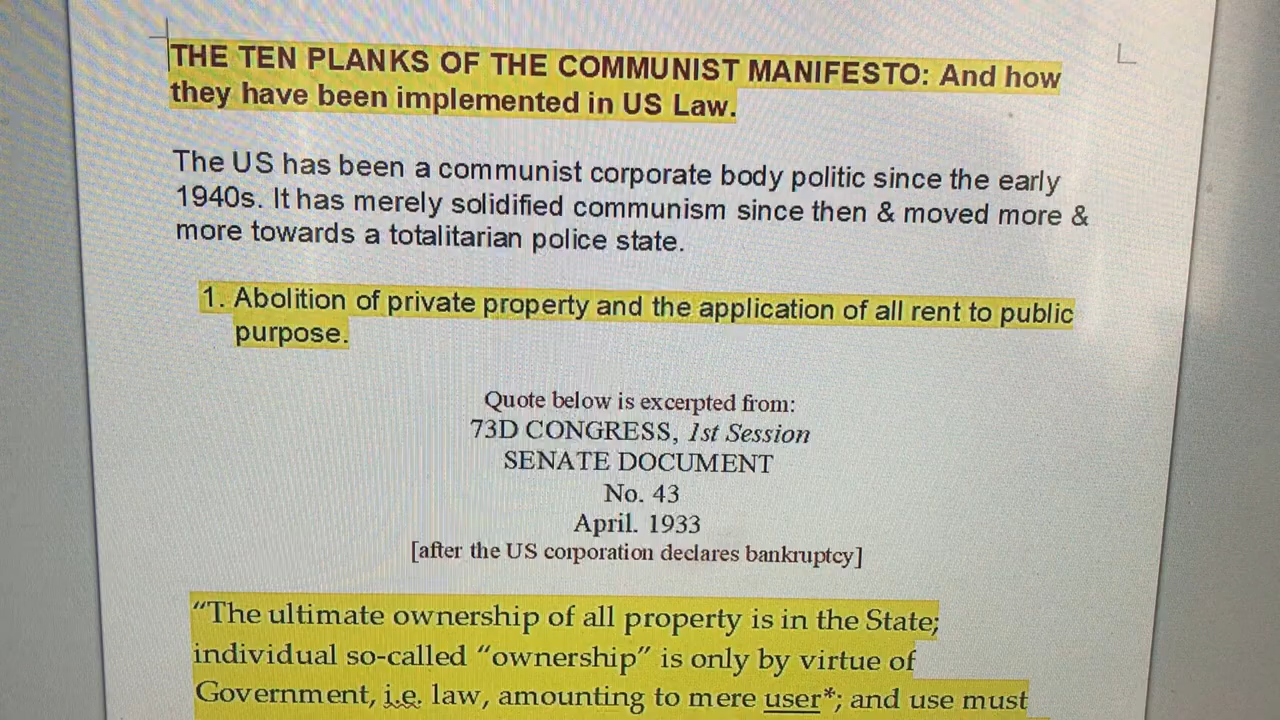 THE TEN PLANKS OF THE COMMUNIST MANIFESTO: And how
they have been implemented in US Law.
The US has been a communist corporate body politic since the early
1940s. It has merely solidified communism since then & moved more &
more towards a totalitarian police state.
1. Abolition of private property and the application of all rent to public
purpose.
Quote below is excerpted from:
73D CONGRESS, 1st Session
SENATE DOCUMENT
No. 43
April. 1933
[after the US corporation declares bankruptcy]
“The ultimate ownership of all property is in the State;
individual so-called “ownership” is only by virtue of
Government, i.e. law, amounting to mere user*; and use must